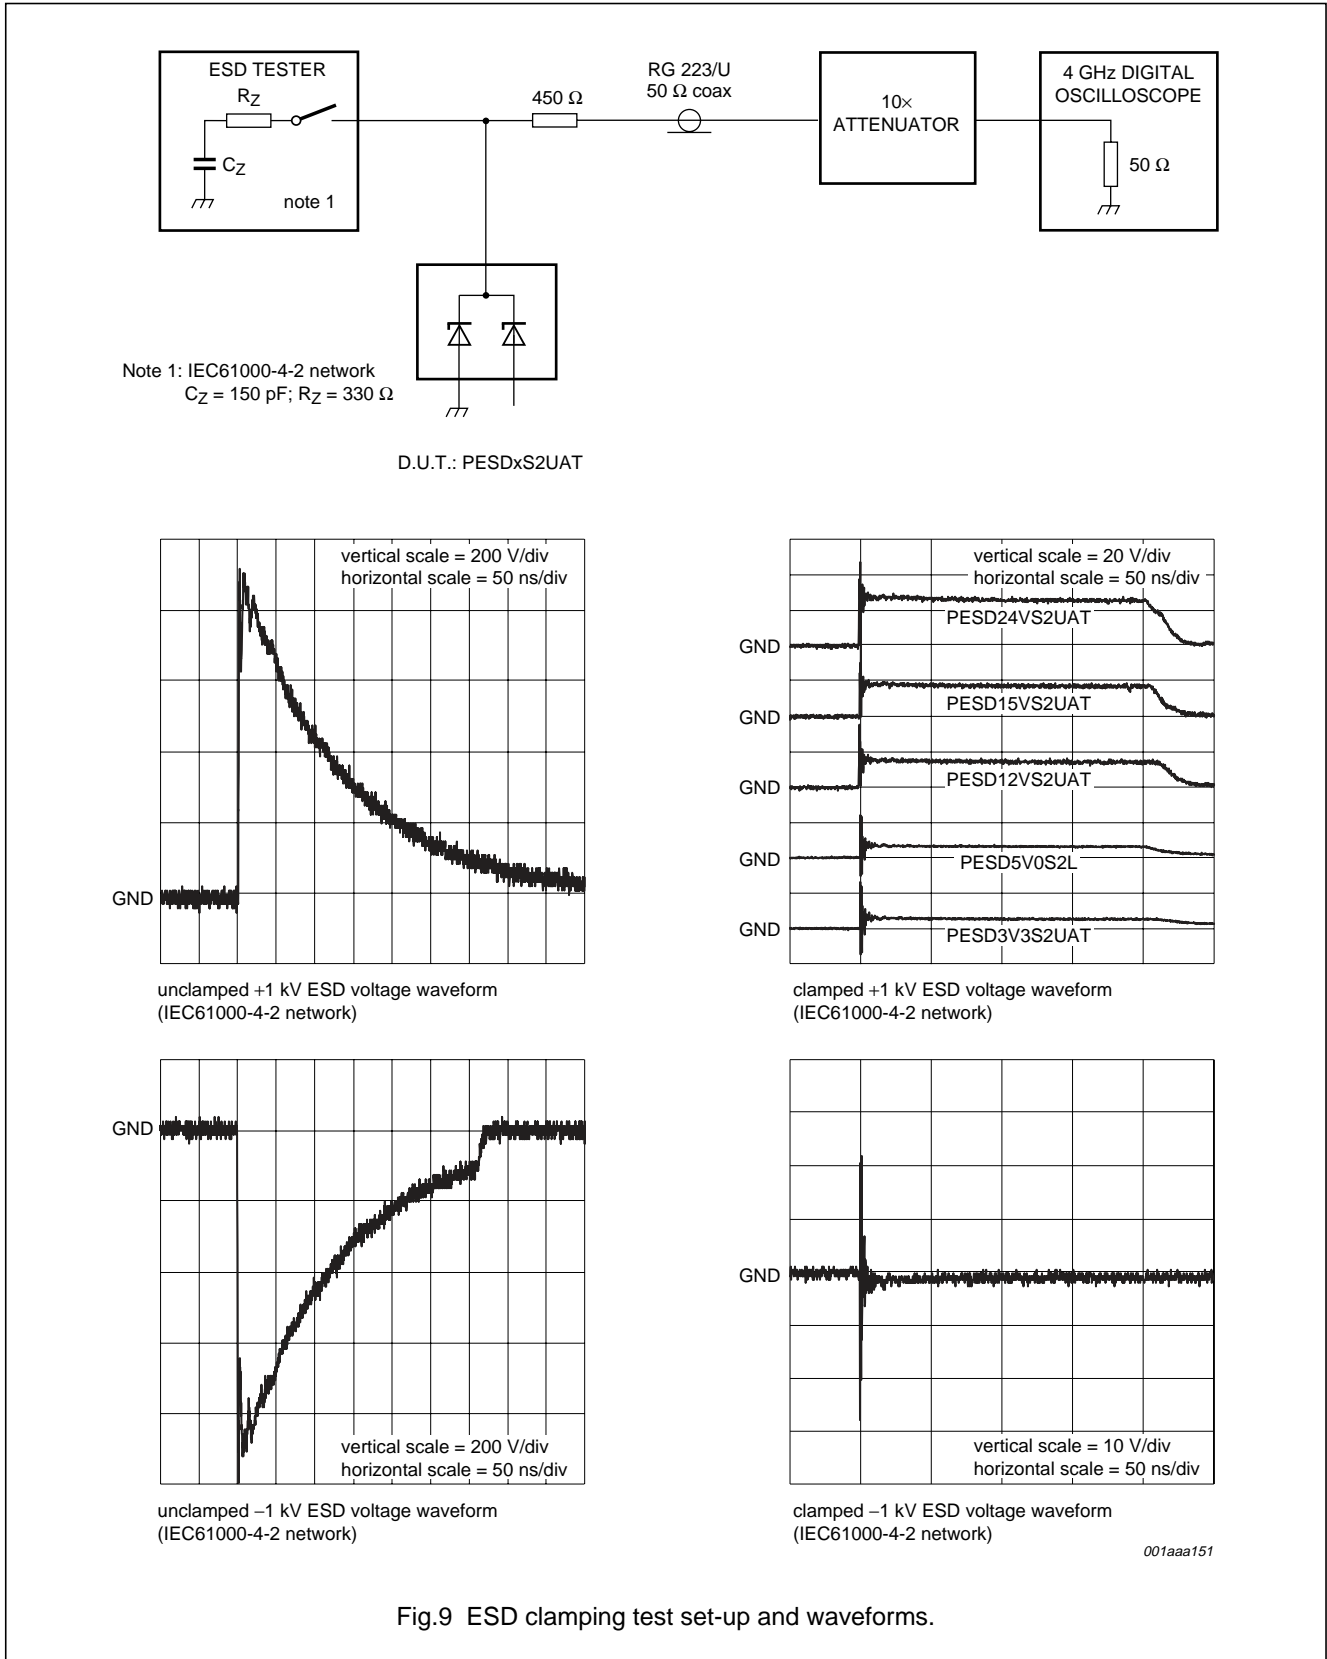 ESD TESTER
RZ
CZ
note 1
450 Ω
RG 223/U
50 Ω coax
10×
ATTENUATOR
4 GHz DIGITAL
OSCILLOSCOPE
50 Ω
Note 1: IEC61000-4-2 network
CZ = 150 pF; RZ = 330 Ω
D.U.T.: PESDxS2UAT
vertical scale = 200 V/div
horizontal scale = 50 ns/div
GND
unclamped +1 kV ESD voltage waveform
(IEC61000-4-2 network)
vertical scale = 20 V/div
horizontal scale = 50 ns/div
PESD24VS2UAT
GND
PESD15VS2UAT
GND
PESD12VS2UAT
GND
GND
PESD5V0S2L
GND
PESD3V3S2UAT
clamped +1 kV ESD voltage waveform
(IEC61000-4-2 network)
GND
vertical scale = 200 V/div
horizontal scale = 50 ns/div
unclamped −1 kV ESD voltage waveform
(IEC61000-4-2 network)
GND
vertical scale = 10 V/div
horizontal scale = 50 ns/div
clamped −1 kV ESD voltage waveform
(IEC61000-4-2 network)
001aaa151
Fig.9 ESD clamping test set-up and waveforms.